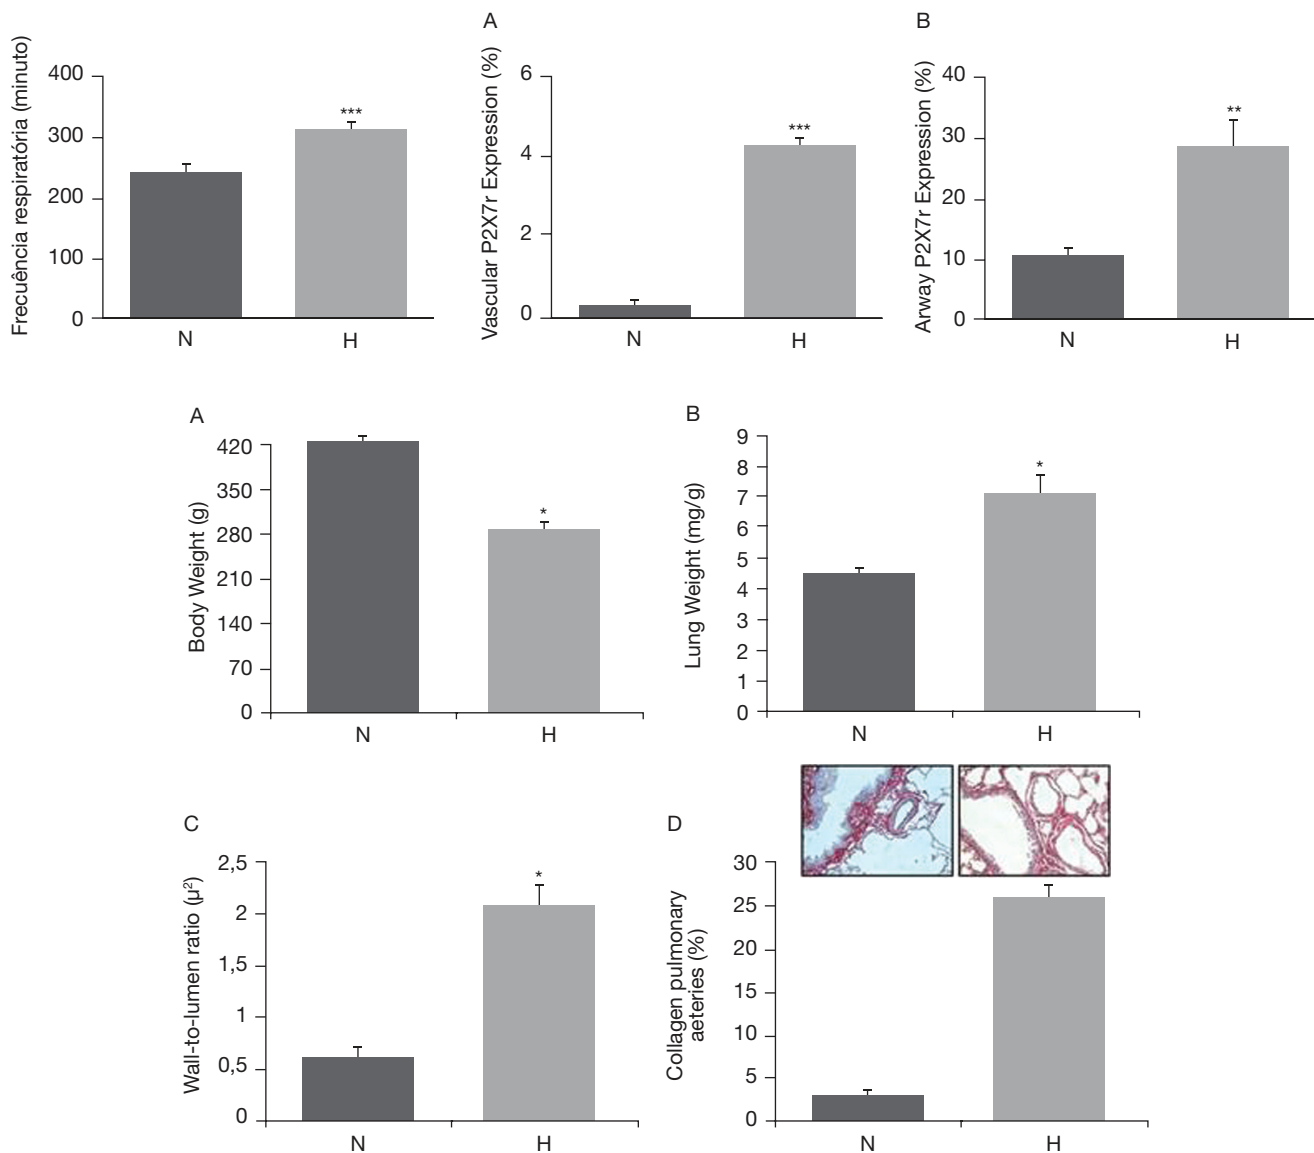 Frecuência respiratória (minuto)
400
300
200
100
0
***
N
H
A
Vascular P2X7r Expression (%)
6
4
2
0
***
N
H
B
Arway P2X7r Expression (%)
40
30
20
10
0
**
N
H
A
Body Weight (g)
420
350
280
210
140
70
0
*
N
H
B
Lung Weight (mg/g)
9
8
7
6
5
4
3
2
1
0
*
N
H
C
Wall-to-lumen ratio (µ²)
2,5
2
1,5
1
0,5
0
*
N
H
D
Collagen pulmonary
aeteries (%)
30
25
20
15
10
5
0
N
H